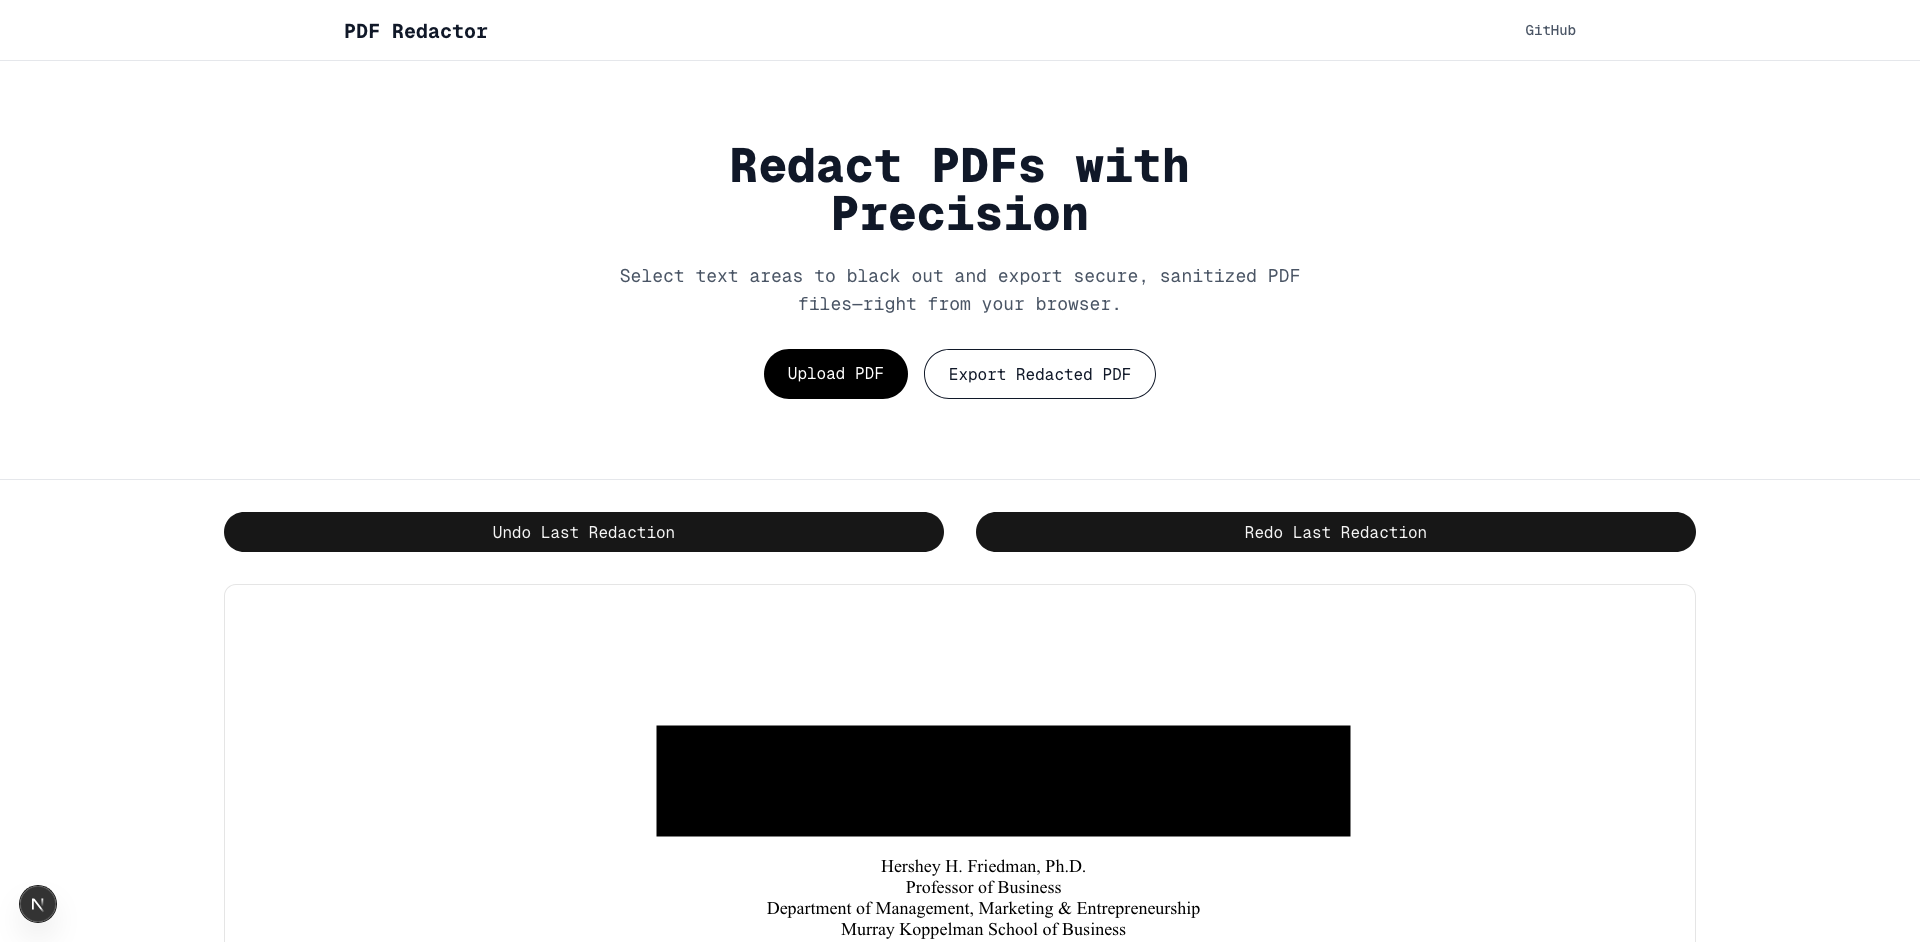 PDF Redactor
GitHub
Redact PDFs with
Precision
Select text areas to black out and export secure, sanitized PDF
files—right from your browser.
Upload PDF
Export Redacted PDF
Undo Last Redaction
Redo Last Redaction
Hershey H. Friedman, Ph.D.
Professor of Business
Department of Management, Marketing & Entrepreneurship
Murray Koppelman School of Business
N